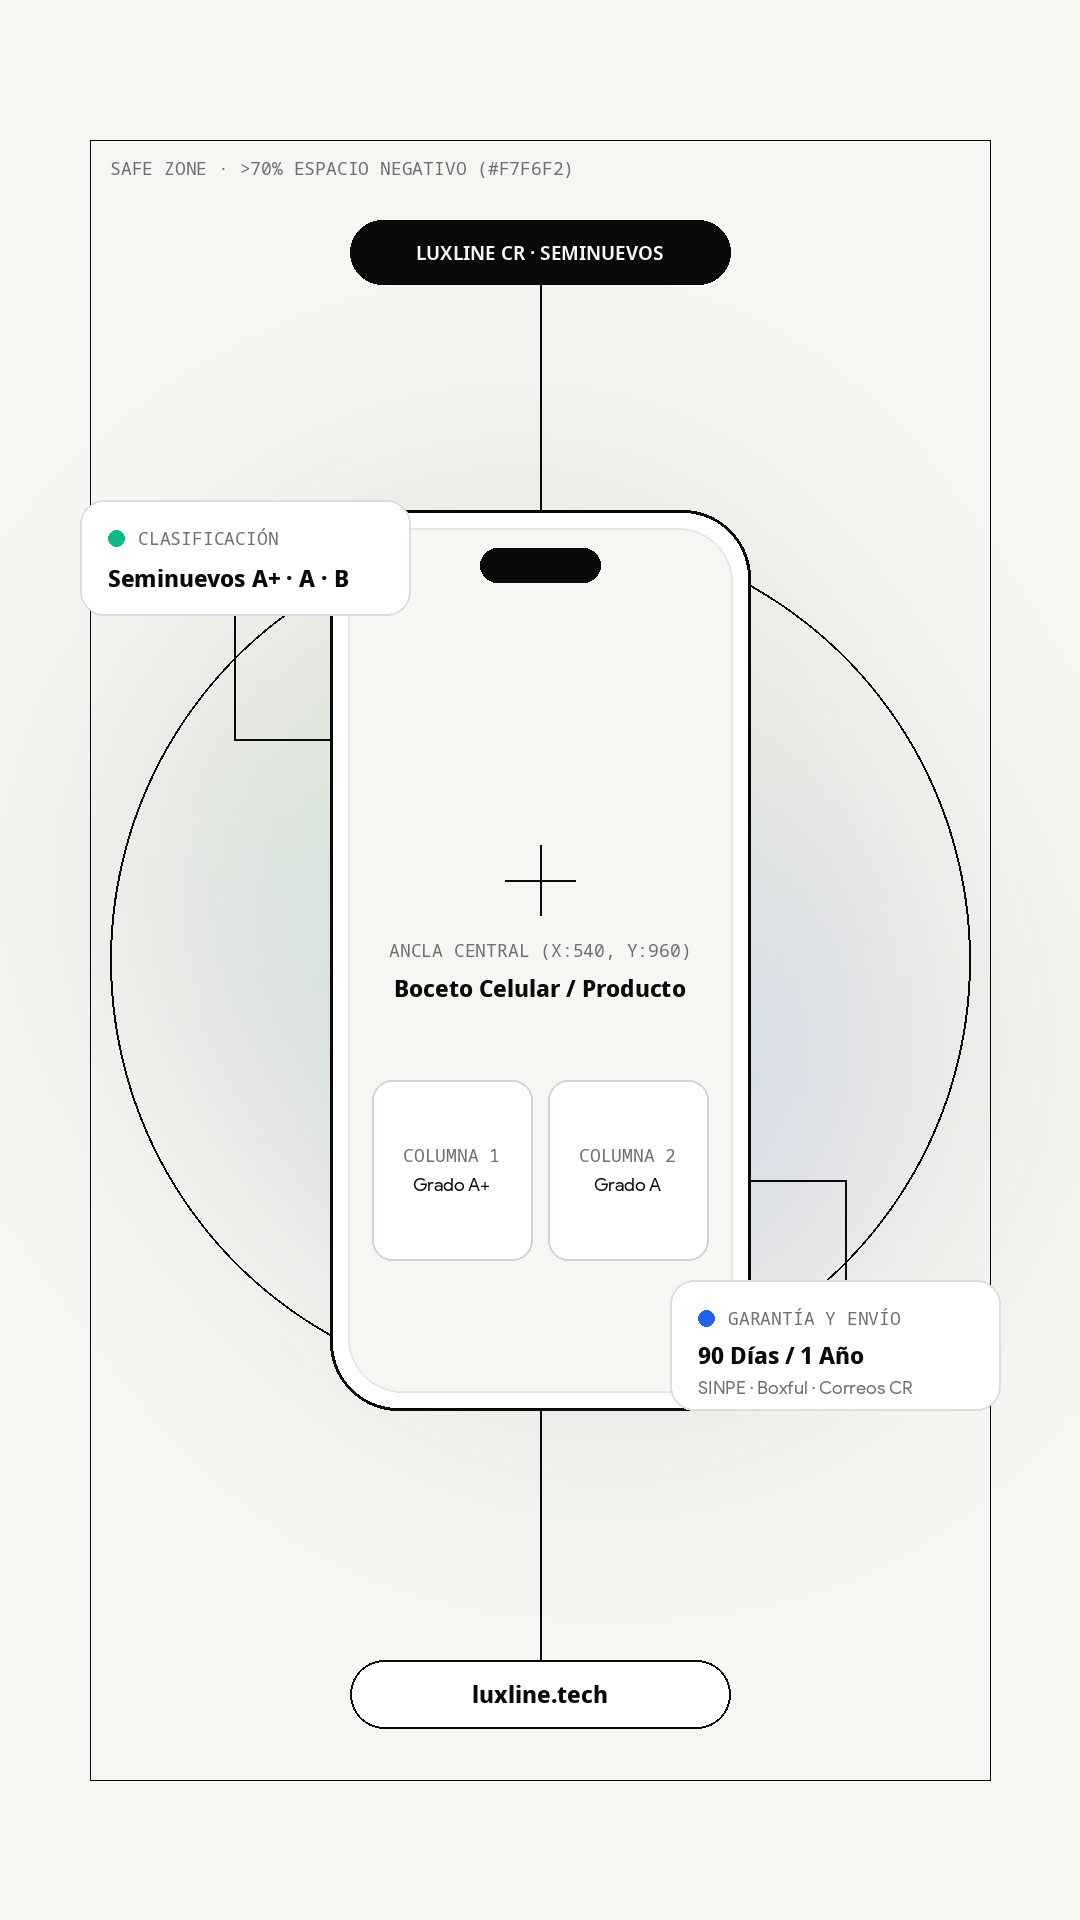 SAFE ZONE · >70% ESPACIO NEGATIVO (#F7F6F2)
LUXLINE CR · SEMINUEVOS
CLASIFICACIÓN
Seminuevos A+ · A · B
ANCLA CENTRAL (X:540, Y:960)
Boceto Celular / Producto
COLUMNA 1
Grado A+
COLUMNA 2
Grado A
GARANTÍA Y ENVÍO
90 Días / 1 Año
SINPE · Boxful · Correos CR
luxline.tech